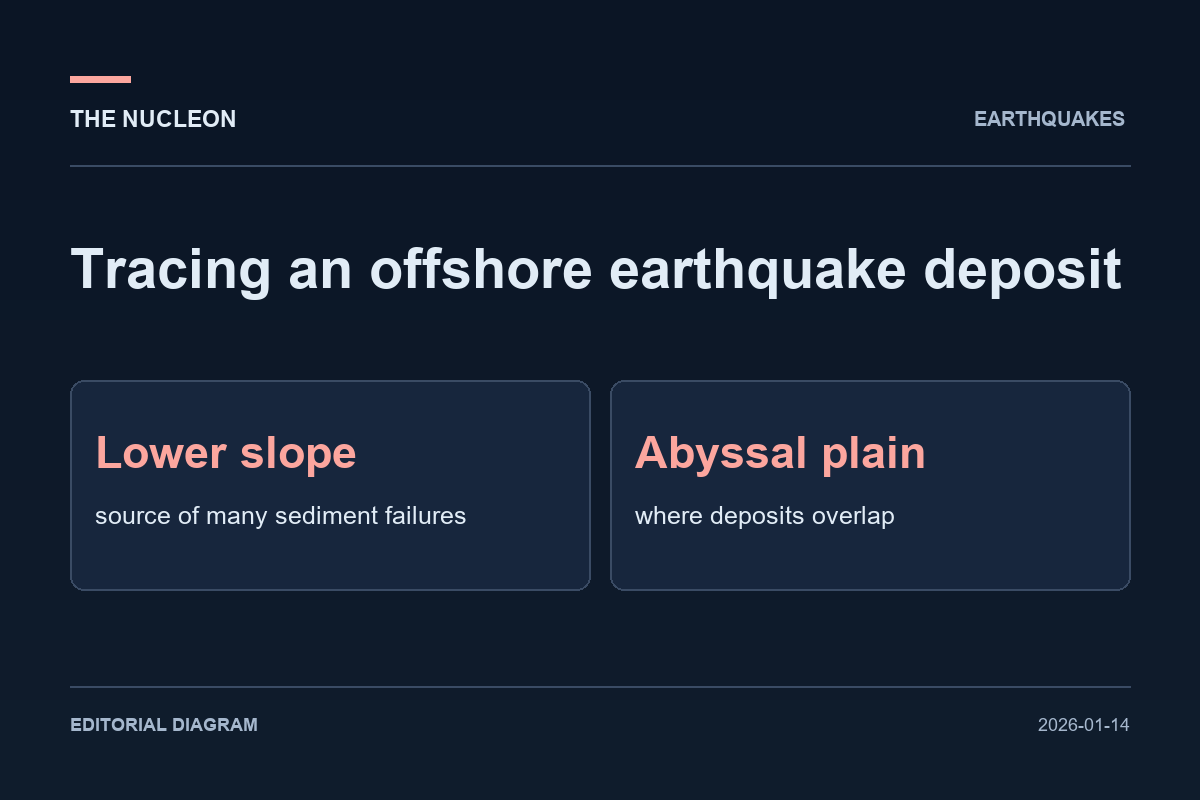 THE NUCLEON
EARTHQUAKES
Tracing an offshore earthquake deposit
Lower slope
source of many sediment failures
Abyssal plain
where deposits overlap
EDITORIAL DIAGRAM
2026-01-14